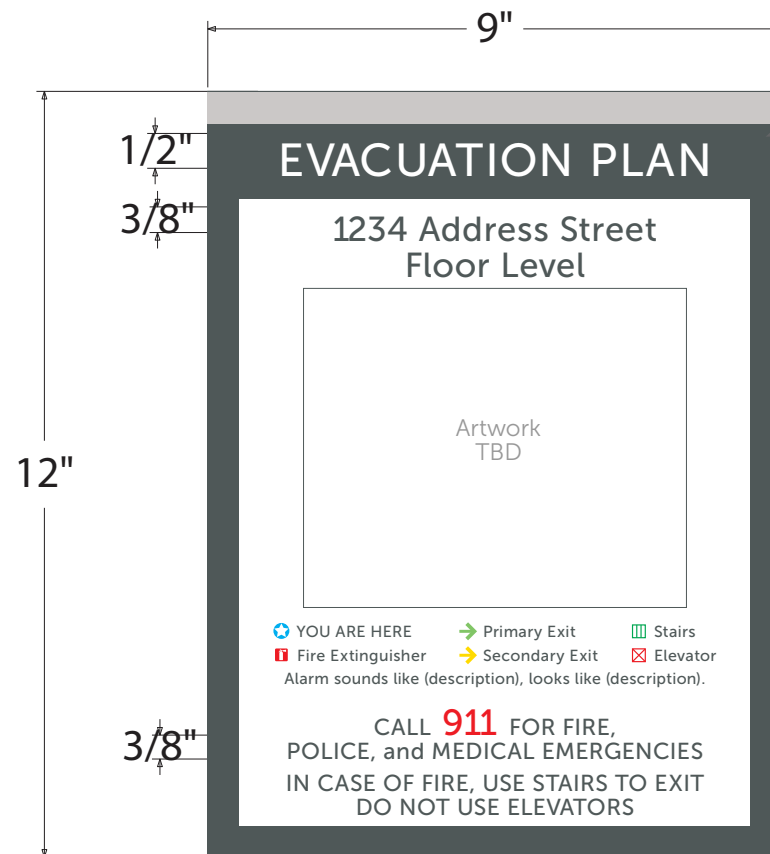 9"
1/2"
EVACUATION PLAN
3/8"
1234 Address Street
Floor Level
Artwork
TBD
12"
YOU ARE HERE Primary Exit Stairs
Fire Extinguisher Secondary Exit Elevator
Alarm sounds like (description), looks like (description).
3/8"
CALL 911 FOR FIRE,
POLICE, and MEDICAL EMERGENCIES
IN CASE OF FIRE, USE STAIRS TO EXIT
DO NOT USE ELEVATORS